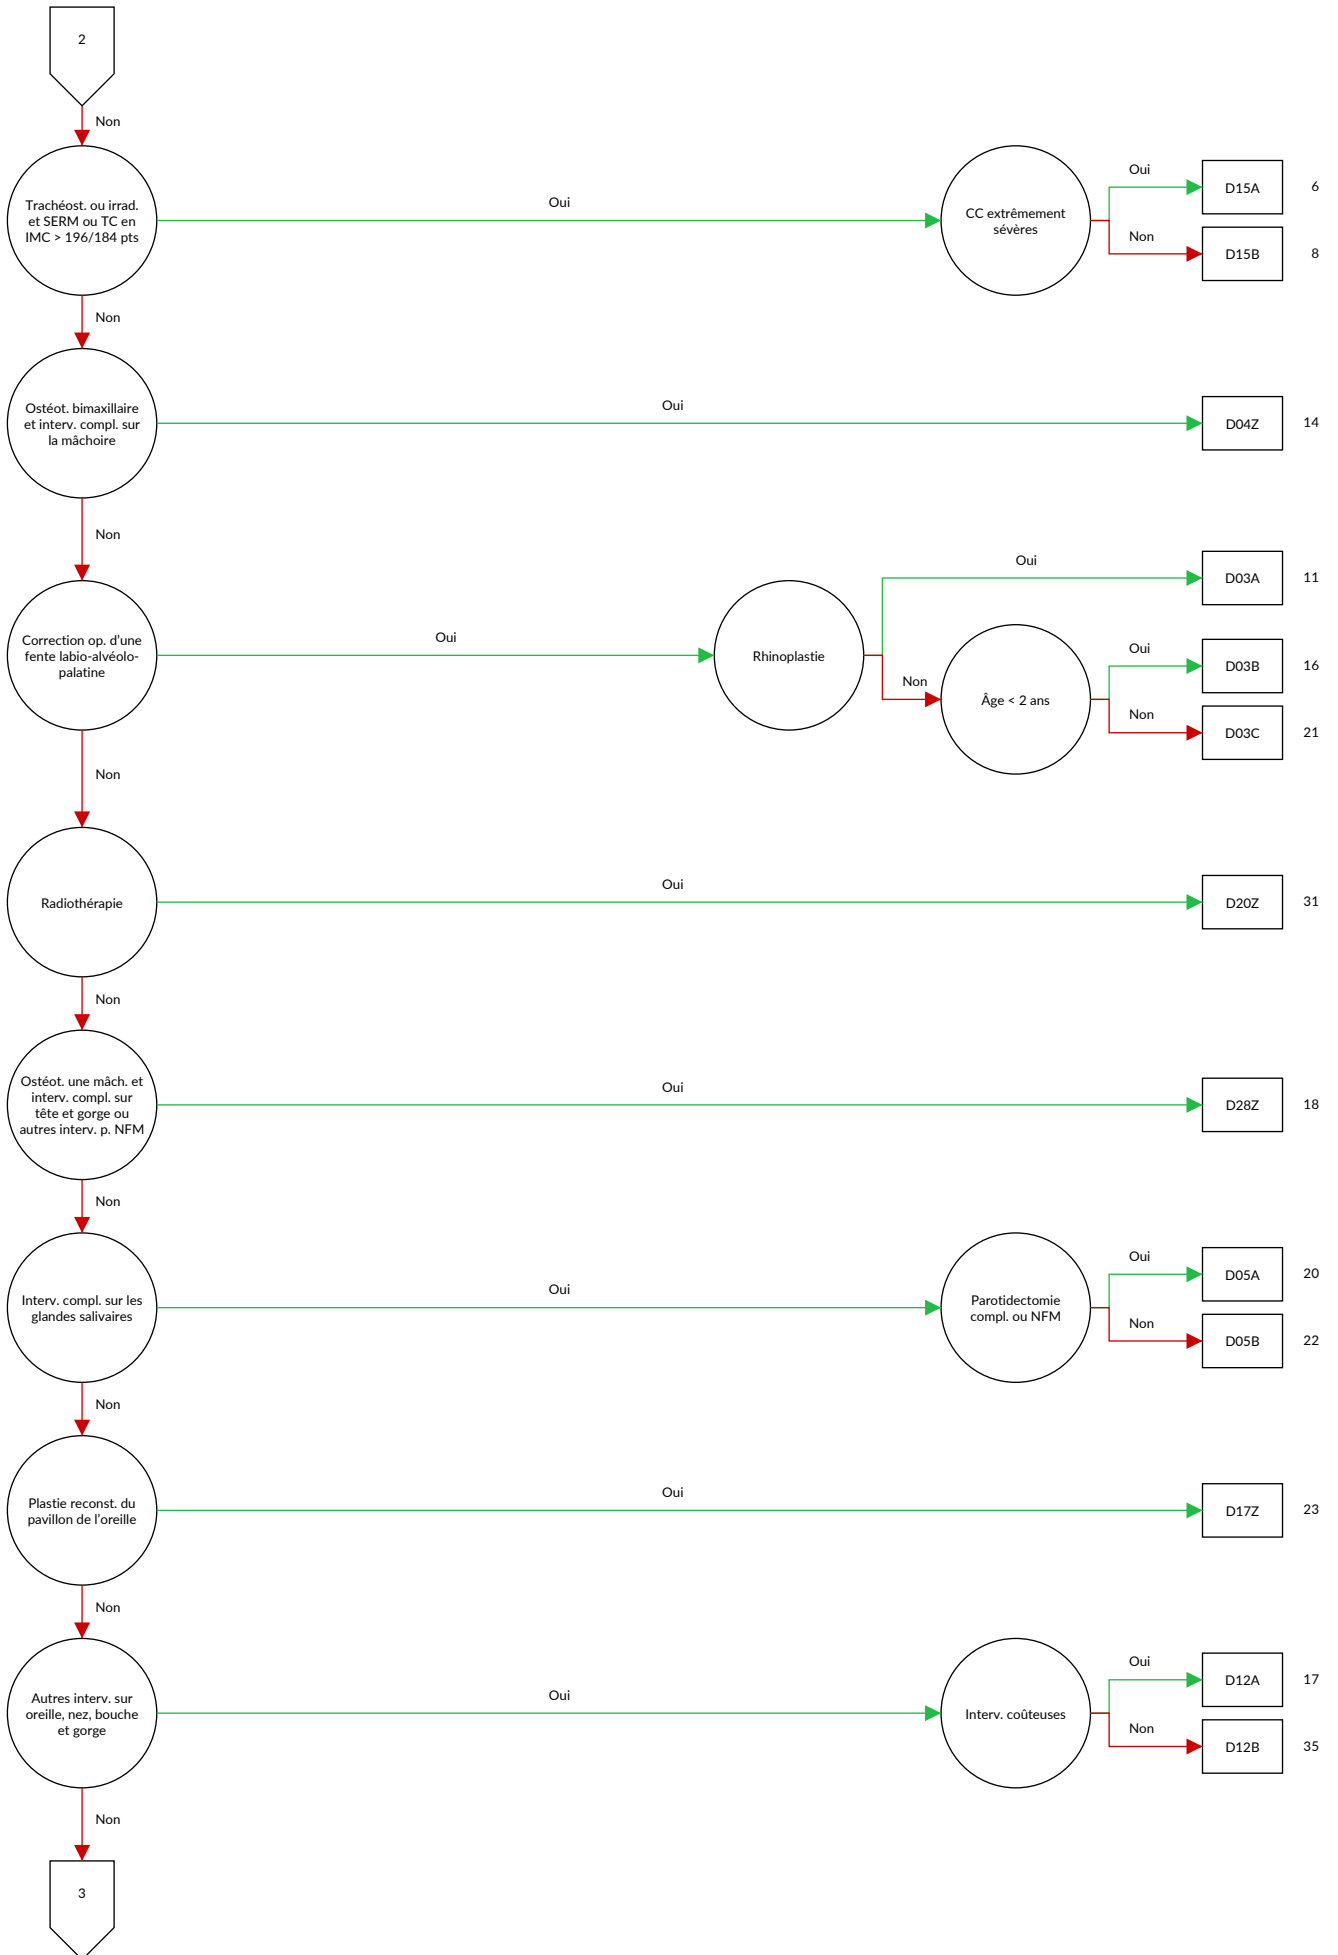 2
Non
Trachéost. ou irrad.
et SERM ou TC en
IMC > 196/184 pts
Oui
CC extrêmement
sévères
Oui
D15A
6
Non
D15B
8
Non
Ostéot. bimaxillaire
et interv. compl. sur
la mâchoire
Oui
D04Z
14
Non
Correction op. d'une
fente labio-alvéolo-
palatine
Oui
Rhinoplastie
Oui
D03A
11
Non
Âge < 2 ans
Oui
D03B
16
Non
D03C
21
Non
Radiothérapie
Oui
D20Z
31
Non
Ostéot. une mâch. et
interv. compl. sur
tête et gorge ou
autres interv. p. NFM
Oui
D28Z
18
Non
Interv. compl. sur les
glandes salivaires
Oui
Parotidectomie
compl. ou NFM
Oui
D05A
20
Non
D05B
22
Non
Plastie reconst. du
pavillon de l'oreille
Oui
D17Z
23
Non
Autres interv. sur
oreille, nez, bouche
et gorge
Oui
Interv. coûteuses
Oui
D12A
17
Non
D12B
35
Non
3